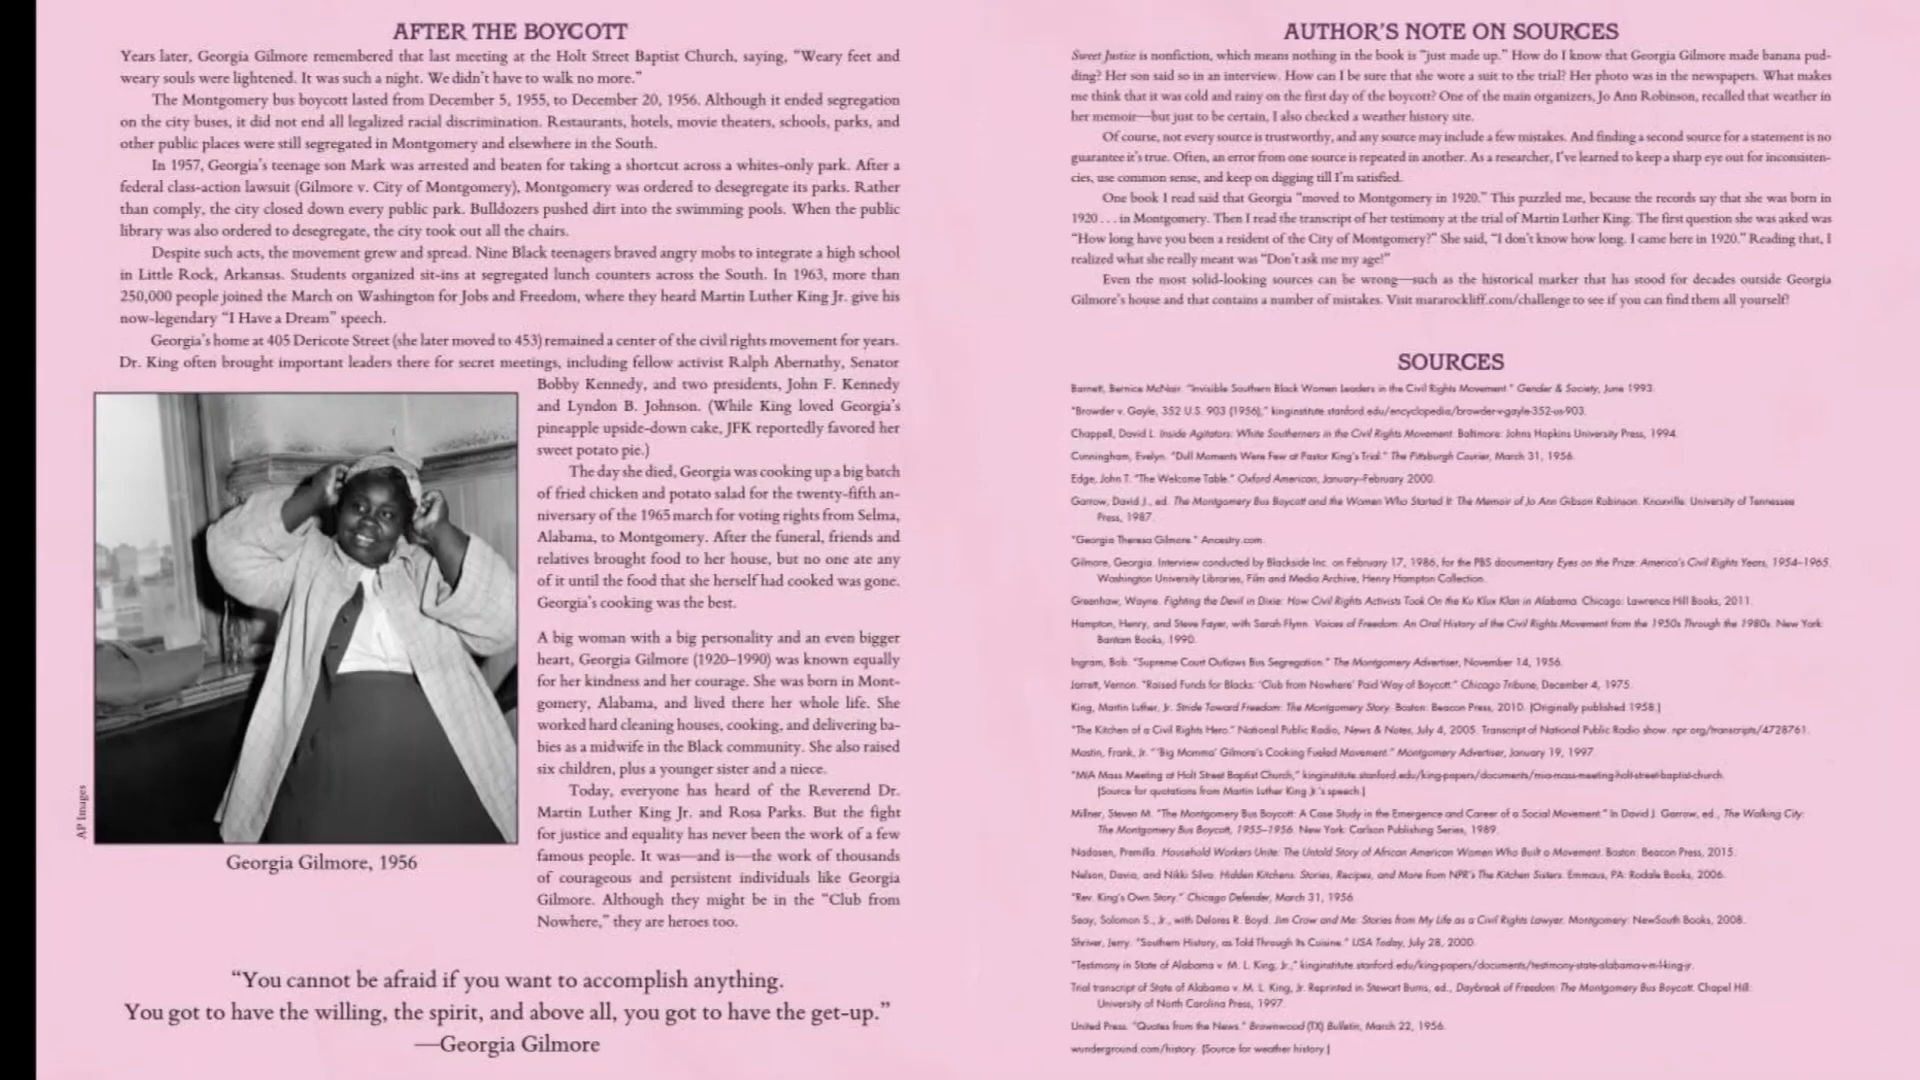 AFTER THE BOYCOTT
Years later, Georgia Gilmore remembered that last meeting at the Holt Street Baptist Church, saying, “Weary feet and
weary souls were lightened. It was such a night. We didn’t have to walk no more.”
The Montgomery bus boycott lasted from December 5, 1955, to December 20, 1956. Although it ended segregation
on the city buses, it did not end all legalized racial discrimination. Restaurants, hotels, movie theaters, schools, parks, and
other public places were still segregated in Montgomery and elsewhere in the South.
In 1957, Georgia’s teenage son Mark was arrested and beaten for taking a shortcut across a whites-only park. After a
federal class-action lawsuit (Gilmore v. City of Montgomery), Montgomery was ordered to desegregate its parks. Rather
than comply, the city closed down every public park. Bulldozers pushed dirt into the swimming pools. When the public
library was also ordered to desegregate, the city took out all the chairs.
Despite such acts, the movement grew and spread. Nine Black teenagers braved angry mobs to integrate a high school
in Little Rock, Arkansas. Students organized sit-ins at segregated lunch counters across the South. In 1963, more than
250,000 people joined the March on Washington for Jobs and Freedom, where they heard Martin Luther King Jr. give his
now-legendary “I Have a Dream” speech.
Georgia’s home at 405 Dericote Street (she later moved to 453) remained a center of the civil rights movement for years.
Dr. King often brought important leaders there for secret meetings, including fellow activist Ralph Abernathy, Senator
Bobby Kennedy, and two presidents, John F. Kennedy
and Lyndon B. Johnson. (While King loved Georgia’s
pineapple upside-down cake, JFK reportedly favored her
sweet potato pie.)
The day she died, Georgia was cooking up a big batch
of fried chicken and potato salad for the twenty-fifth an-
niversary of the 1965 march for voting rights from Selma,
Alabama, to Montgomery. After the funeral, friends and
relatives brought food to her house, but no one ate any
of it until the food that she herself had cooked was gone.
Georgia’s cooking was the best.
A big woman with a big personality and an even bigger
heart, Georgia Gilmore (1920–1990) was known equally
for her kindness and her courage. She was born in Mont-
gomery, Alabama, and lived there her whole life. She
worked hard cleaning houses, cooking, and delivering ba-
bies as a midwife in the Black community. She also raised
six children, plus a younger sister and a niece.
Today, everyone has heard of the Reverend Dr.
Martin Luther King Jr. and Rosa Parks. But the fight
for justice and equality has never been the work of a few
famous people. It was—and is—the work of thousands
of courageous and persistent individuals like Georgia
Gilmore. Although they might be in the “Club from
Nowhere,” they are heroes too.
AP Images
Georgia Gilmore, 1956
“You cannot be afraid if you want to accomplish anything.
You got to have the willing, the spirit, and above all, you got to have the get-up.”
—Georgia Gilmore
AUTHOR’S NOTE ON SOURCES
Sweet Justice is nonfiction, which means nothing in the book is “just made up.” How do I know that Georgia Gilmore made banana pud-
ding? Her son said so in an interview. How can I be sure that she wore a suit to the trial? Her photo was in the newspapers. What makes
me think that it was cold and rainy on the first day of the boycott? One of the main organizers, Jo Ann Robinson, recalled that weather in
her memoir—but just to be certain, I also checked a weather history site.
Of course, not every source is trustworthy, and any source may include a few mistakes. And finding a second source for a statement is no
guarantee it’s true. Often, an error from one source is repeated in another. As a researcher, I’ve learned to keep a sharp eye out for inconsisten-
cies, use common sense, and keep on digging till I’m satisfied.
One book I read said that Georgia “moved to Montgomery in 1920.” This puzzled me, because the records say that she was born in
1920 . . . in Montgomery. Then I read the transcript of her testimony at the trial of Martin Luther King. The first question she was asked was
“How long have you been a resident of the City of Montgomery?” She said, “I don’t know how long. I came here in 1920.” Reading that, I
realized what she really meant was “Don’t ask me my age!”
Even the most solid-looking sources can be wrong—such as the historical marker that has stood for decades outside Georgia
Gilmore’s house and that contains a number of mistakes. Visit mararockliff.com/challenge to see if you can find them all yourself!
SOURCES
Barnett, Bernice McNair. “Invisible Southern Black Women Leaders in the Civil Rights Movement.” Gender & Society, June 1993.
“Browder v. Gayle, 352 U.S. 903 (1956),” kinginstitute.stanford.edu/encyclopedia/browder-v-gayle-352-us-903.
Chappell, David L. Inside Agitators: White Southerners in the Civil Rights Movement. Baltimore: Johns Hopkins University Press, 1994.
Cunningham, Evelyn. “Dull Moments Were Few at Pastor King’s Trial.” The Pittsburgh Courier, March 31, 1956.
Edge, John T. “The Welcome Table.” Oxford American, January–February 2000.
Garrow, David J., ed. The Montgomery Bus Boycott and the Women Who Started It: The Memoir of Jo Ann Gibson Robinson. Knoxville: University of Tennessee
Press, 1987.
“Georgia Theresa Gilmore.” Ancestry.com.
Gilmore, Georgia. Interview conducted by Blackside Inc. on February 17, 1986, for the PBS documentary Eyes on the Prize: America’s Civil Rights Years, 1954–1965.
Washington University Libraries, Film and Media Archive, Henry Hampton Collection.
Greenhaw, Wayne. Fighting the Devil in Dixie: How Civil Rights Activists Took On the Ku Klux Klan in Alabama. Chicago: Lawrence Hill Books, 2011.
Hampton, Henry, and Steve Fayer, with Sarah Flynn. Voices of Freedom: An Oral History of the Civil Rights Movement from the 1950s Through the 1980s. New York:
Bantam Books, 1990.
Ingram, Bob. “Supreme Court Outlaws Bus Segregation.” The Montgomery Advertiser, November 14, 1956.
Jarrett, Vernon. “Raised Funds for Blacks: ‘Club from Nowhere’ Paid Way of Boycott.” Chicago Tribune, December 4, 1975.
King, Martin Luther, Jr. Stride Toward Freedom: The Montgomery Story. Boston: Beacon Press, 2010. [Originally published 1958.]
“The Kitchen of a Civil Rights Hero.” National Public Radio, News & Notes, July 4, 2005. Transcript of National Public Radio show. npr.org/transcripts/4728761.
Mastin, Frank, Jr. “‘Big Momma’ Gilmore’s Cooking Fueled Movement.” Montgomery Advertiser, January 19, 1997.
“MIA Mass Meeting at Holt Street Baptist Church,” kinginstitute.stanford.edu/king-papers/documents/mia-mass-meeting-holt-street-baptist-church.
[Source for quotations from Martin Luther King Jr.’s speech.]
Millner, Steven M. “The Montgomery Bus Boycott: A Case Study in the Emergence and Career of a Social Movement.” In David J. Garrow, ed., The Walking City:
The Montgomery Bus Boycott, 1955–1956. New York: Carlson Publishing Series, 1989.
Nadasen, Premilla. Household Workers Unite: The Untold Story of African American Women Who Built a Movement. Boston: Beacon Press, 2015.
Nelson, Davia, and Nikki Silva. Hidden Kitchens: Stories, Recipes, and More from NPR’s The Kitchen Sisters. Emmaus, PA: Rodale Books, 2006.
“Rev. King’s Own Story.” Chicago Defender, March 31, 1956.
Seay, Solomon S., Jr., with Delores R. Boyd. Jim Crow and Me: Stories from My Life as a Civil Rights Lawyer. Montgomery: NewSouth Books, 2008.
Shriver, Jerry. “Southern History, as Told Through Its Cuisine.” USA Today, July 28, 2000.
“Testimony in State of Alabama v. M. L. King, Jr.,” kinginstitute.stanford.edu/king-papers/documents/testimony-state-alabama-v-m-l-king-jr.
Trial transcript of State of Alabama v. M. L. King, Jr. Reprinted in Stewart Burns, ed., Daybreak of Freedom: The Montgomery Bus Boycott. Chapel Hill:
University of North Carolina Press, 1997.
United Press. “Quotes from the News.” Brownwood (TX) Bulletin, March 22, 1956.
wunderground.com/history. [Source for weather history.]